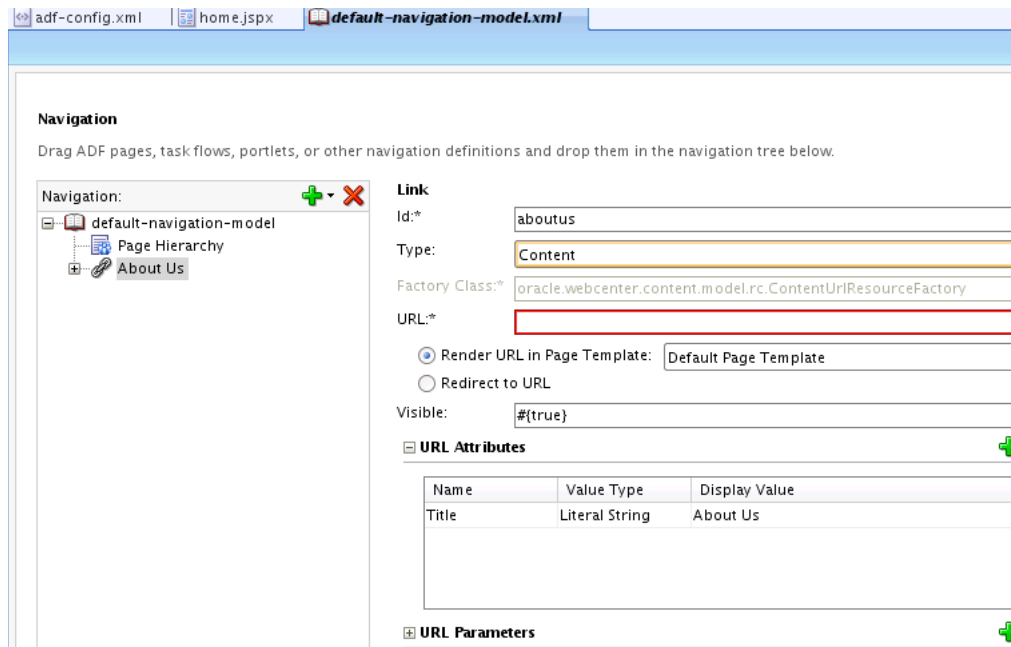 adf-config.xml home.jspx default-navigation-model.xml
Navigation
Drag ADF pages, task flows, portlets, or other navigation definitions and drop them in the navigation tree below.
Navigation:
default-navigation-model
Page Hierarchy
About Us
Link
Id:* aboutus
Type: Content
Factory Class:* oracle.webcenter.content.model.rc.ContentUrlResourceFactory
URL:*
Render URL in Page Template: Default Page Template
Redirect to URL
Visible: #{true}
URL Attributes
Name Value Type Display Value
Title Literal String About Us
URL Parameters